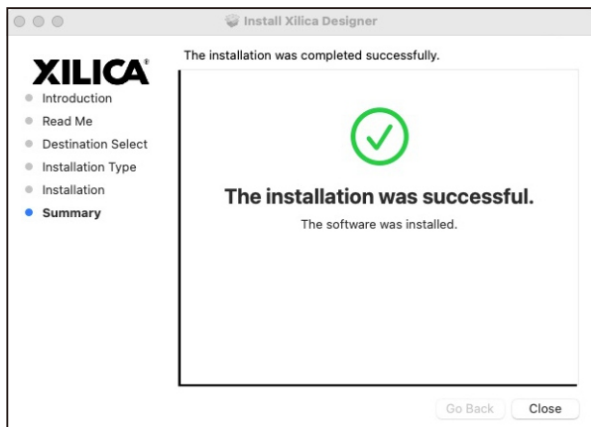 Install Xilica Designer
The installation was completed successfully.
XILICA®
Introduction
Read Me
Destination Select
Installation Type
Installation
Summary
The installation was successful.
The software was installed.
Go Back
Close